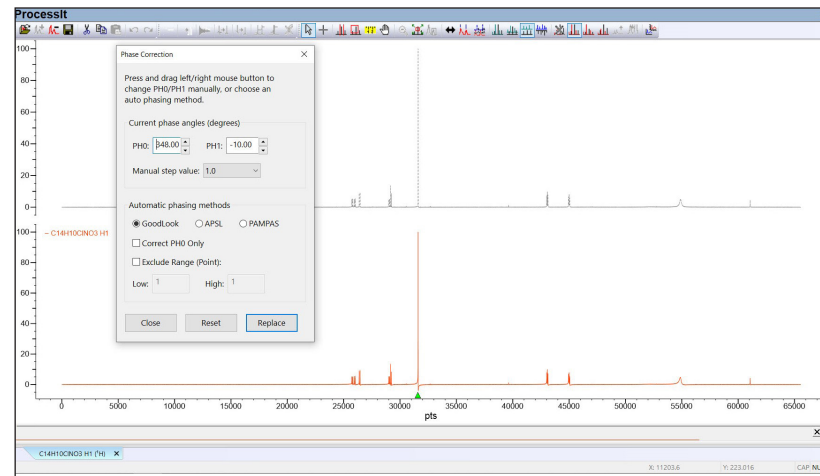 ProcessIt
Phase Correction
Press and drag left/right mouse button to
change PH0/PH1 manually, or choose an
auto phasing method.
Current phase angles (degrees)
PH0: 348.00 PH1: -10.00
Manual step value: 1.0
Automatic phasing methods
GoodLook APSL PAMPAS
Correct PH0 Only
Exclude Range (Point):
Low: 1 High: 1
Close Reset Replace
100
80
60
40
20
0
C14H10ClNO3 H1
100
80
60
40
20
0
0 5000 10000 15000 20000 25000 30000 35000 40000 45000 50000 55000 60000 65000
pts
C14H10ClNO3 H1 (¹H) X
X: 11203.6 Y: 223.016 CAP NU